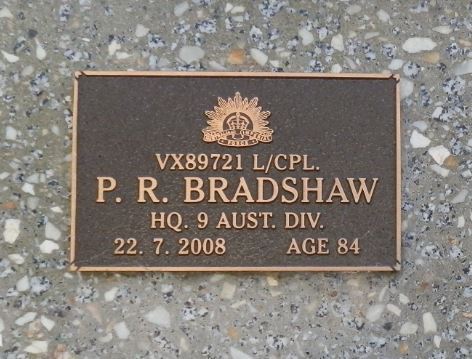 VX89721 L/CPL.
P. R. BRADSHAW
HQ. 9 AUST. DIV.
22. 7. 2008 AGE 84